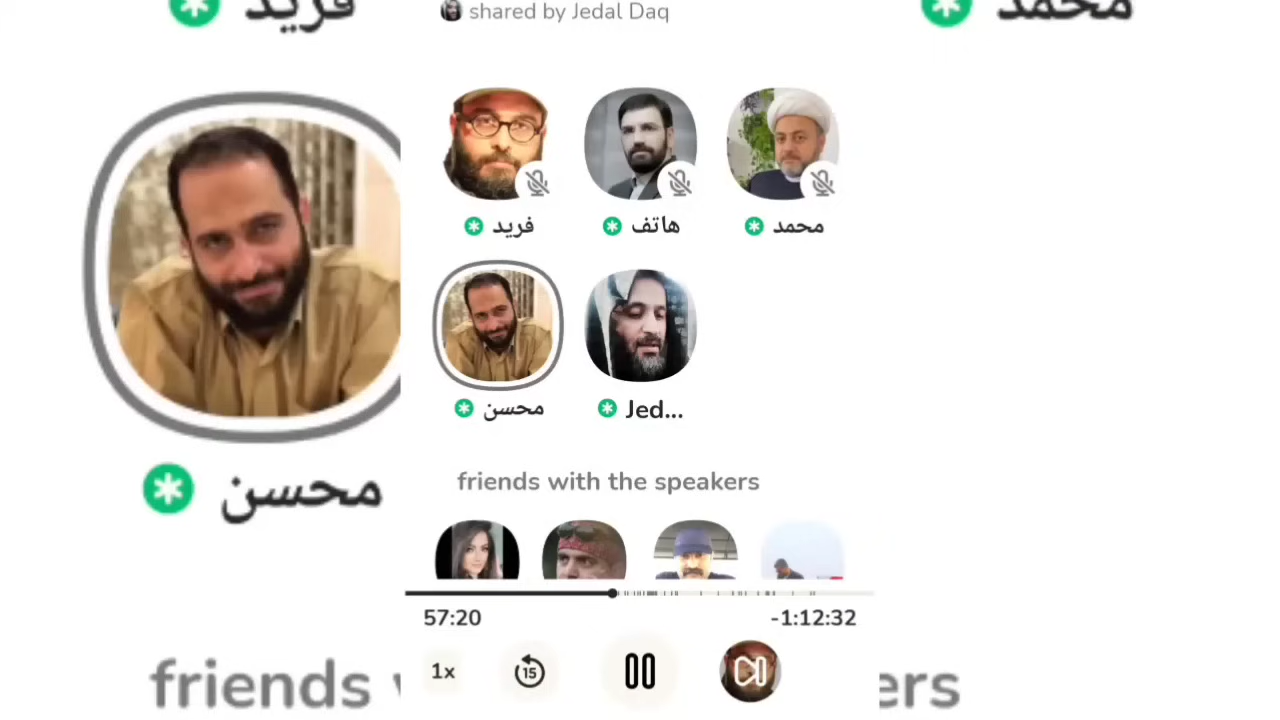 فريد
shared by Jedal Daq
محمد
فريد
هاتف
محمد
محسن
Jed...
محسن
friends with the speakers
57:20
-1:12:32
1x
15
friends
ers